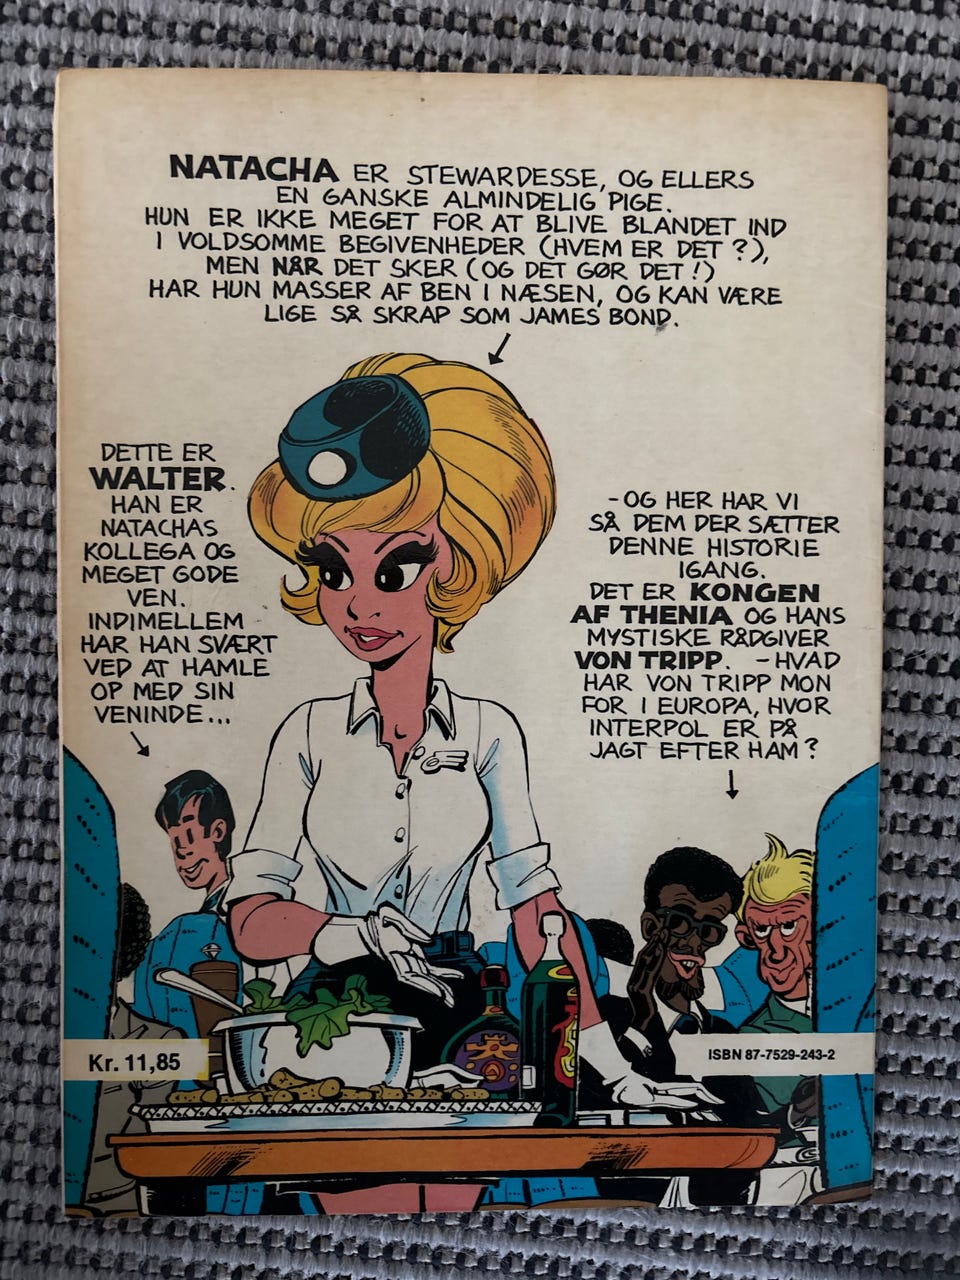 NATACHA ER STEWARDESSE, OG ELLERS
EN GANSKE ALMINDELIG PIGE.
HUN ER IKKE MEGET FOR AT BLIVE BLANDET IND
I VOLDSOMME BEGIVENHEDER (HVEM ER DET?),
MEN NÅR DET SKER (OG DET GØR DET!)
HAR HUN MASSER AF BEN I NÆSEN, OG KAN VÆRE
LIGE SÅ SKRAP SOM JAMES BOND.
DETTE ER
WALTER.
HAN ER
NATACHAS
KOLLEGA OG
MEGET GODE
VEN.
INDIMELLEM
HAR HAN SVÆRT
VED AT HAMLE
OP MED SIN
VENINDE...
- OG HER HAR VI
SÅ DEM DER SÆTTER
DENNE HISTORIE
IGANG.
DET ER KONGEN
AF THENIA OG HANS
MYSTISKE RÅDGIVER
VON TRIPP. - HVAD
HAR VON TRIPP MON
FOR I EUROPA, HVOR
INTERPOL ER PÅ
JAGT EFTER HAM?
Kr. 11,85
ISBN 87-7529-243-2